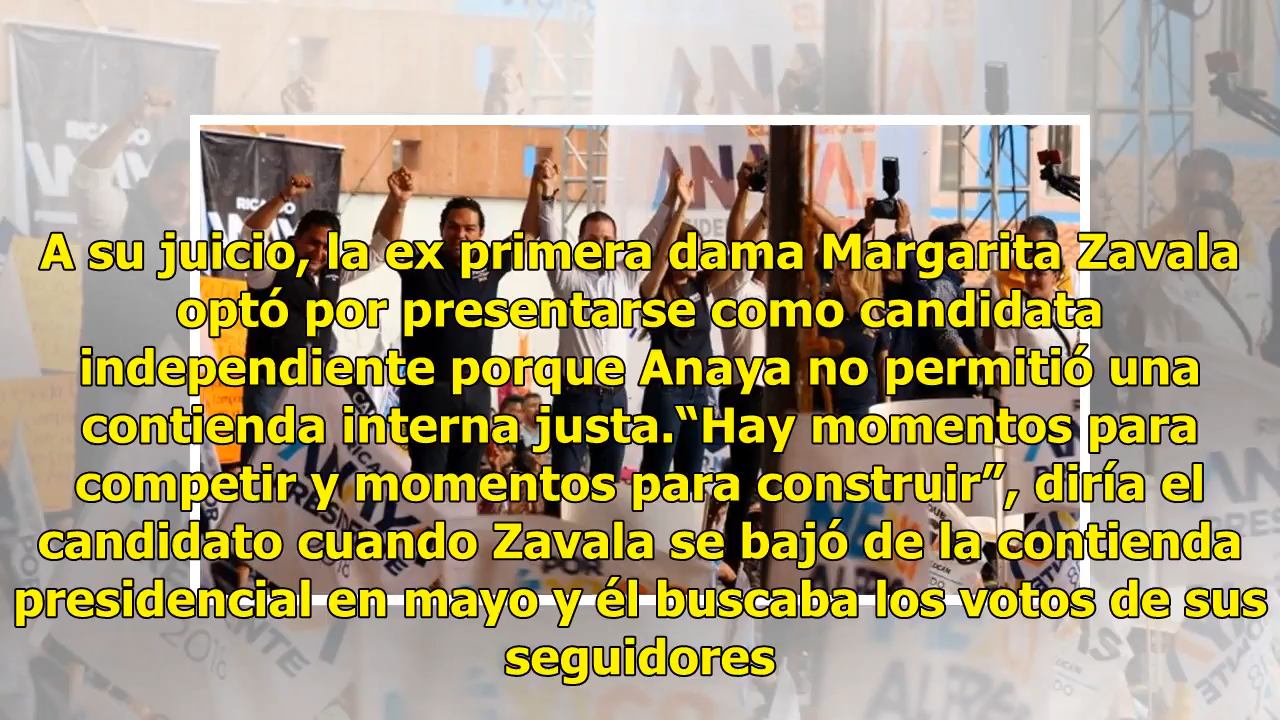 RICARDO
ANAYA
A su juicio, la ex primera dama Margarita Zavala
optó por presentarse como candidata
independiente porque Anaya no permitió una
contienda interna justa.“Hay momentos para
competir y momentos para construir”, diría el
candidato cuando Zavala se bajó de la contienda
presidencial en mayo y él buscaba los votos de sus
seguidores